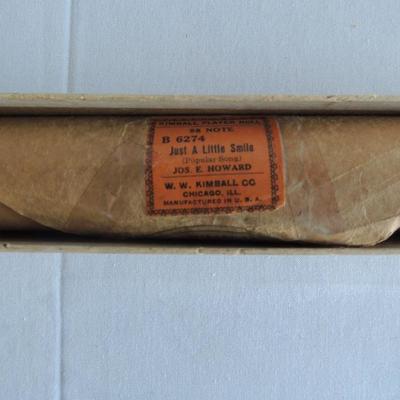 KIMBALL PLAYER ROLL
88 NOTE
B 6274
Just A Little Smile
(Popular Song)
JOS. E. HOWARD
W. W. KIMBALL CO
CHICAGO, ILL.
MANUFACTURED IN U. S. A.